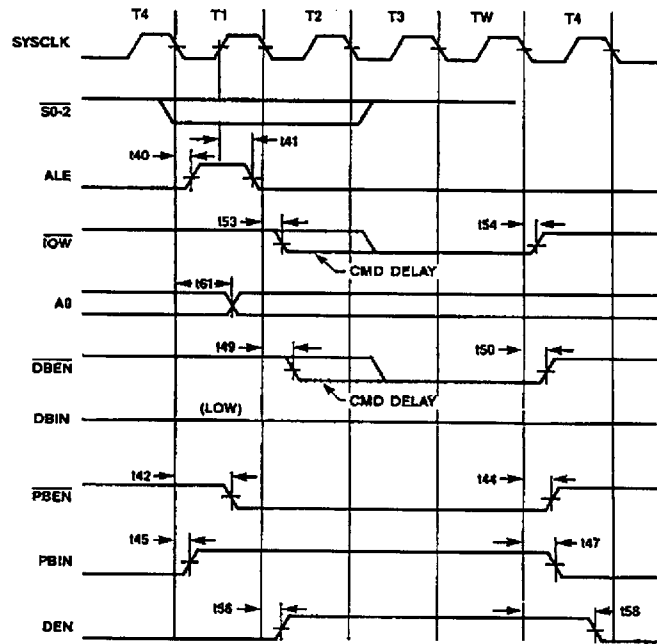 T4 T1 T2 T3 TW T4
SYSCLK
S0-2
t41
t40
ALE
t53
t54
IOW
CMD DELAY
t61
A0
t49
t50
DBEN
CMD DELAY
(LOW)
DBIN
t42
t44
PBEN
t45
t47
PBIN
t56
t58
DEN